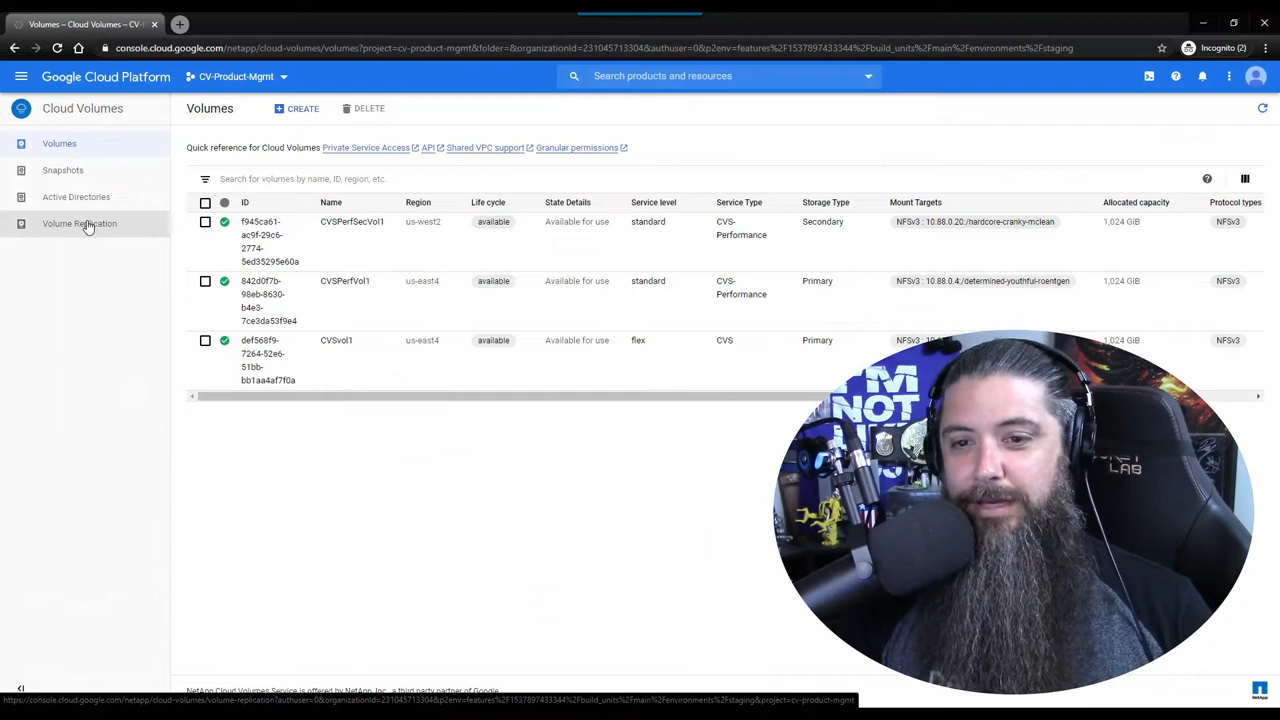 Volumes – Cloud Volumes – CV-
console.cloud.google.com/netapp/cloud-volumes/volumes?project=cv-product-mgmt&folder=&organizationId=231045713304&authuser=0&p2env=features%2F1537897433344%2Fbuild_units%2Fmain%2Fenvironments%2Fstaging
Incognito (2)
Google Cloud Platform
CV-Product-Mgmt
Search products and resources
Cloud Volumes
Volumes
CREATE
DELETE
Volumes
Snapshots
Active Directories
Volume Replication
Quick reference for Cloud Volumes Private Service Access API Shared VPC support Granular permissions
Search for volumes by name, ID, region, etc.
ID Name Region Life cycle State Details Service level Service Type Storage Type Mount Targets Allocated capacity Protocol types
f945ca61-
ac9f-29c6-
2774-
5ed35295e60a
CVSPerfSecVol1 us-west2 available Available for use standard CVS-
Performance
Secondary NFSv3 : 10.88.0.20:/hardcore-cranky-mclean 1,024 GiB NFSv3
842d0f7b-
98eb-8630-
b4e3-
7ce3da53f9e4
CVSPerfVol1 us-east4 available Available for use standard CVS-
Performance
Primary NFSv3 : 10.88.0.4:/determined-youthful-roentgen 1,024 GiB NFSv3
def568f9-
7264-52e6-
51bb-
bb1aa4af7f0a
CVSvol1 us-east4 available Available for use flex CVS Primary NFSv3 1,024 GiB NFSv3
I'M
NOT
LAB
NetApp Cloud Volumes Service is offered by NetApp, Inc., a third party partner of Google.
https://console.cloud.google.com/netapp/cloud-volumes/volume-replication?authuser=0&organizationId=231045713304&p2env=features%2F1537897433344%2Fbuild_units%2Fmain%2Fenvironments%2Fstaging&project=cv-product-mgmt
NetApp